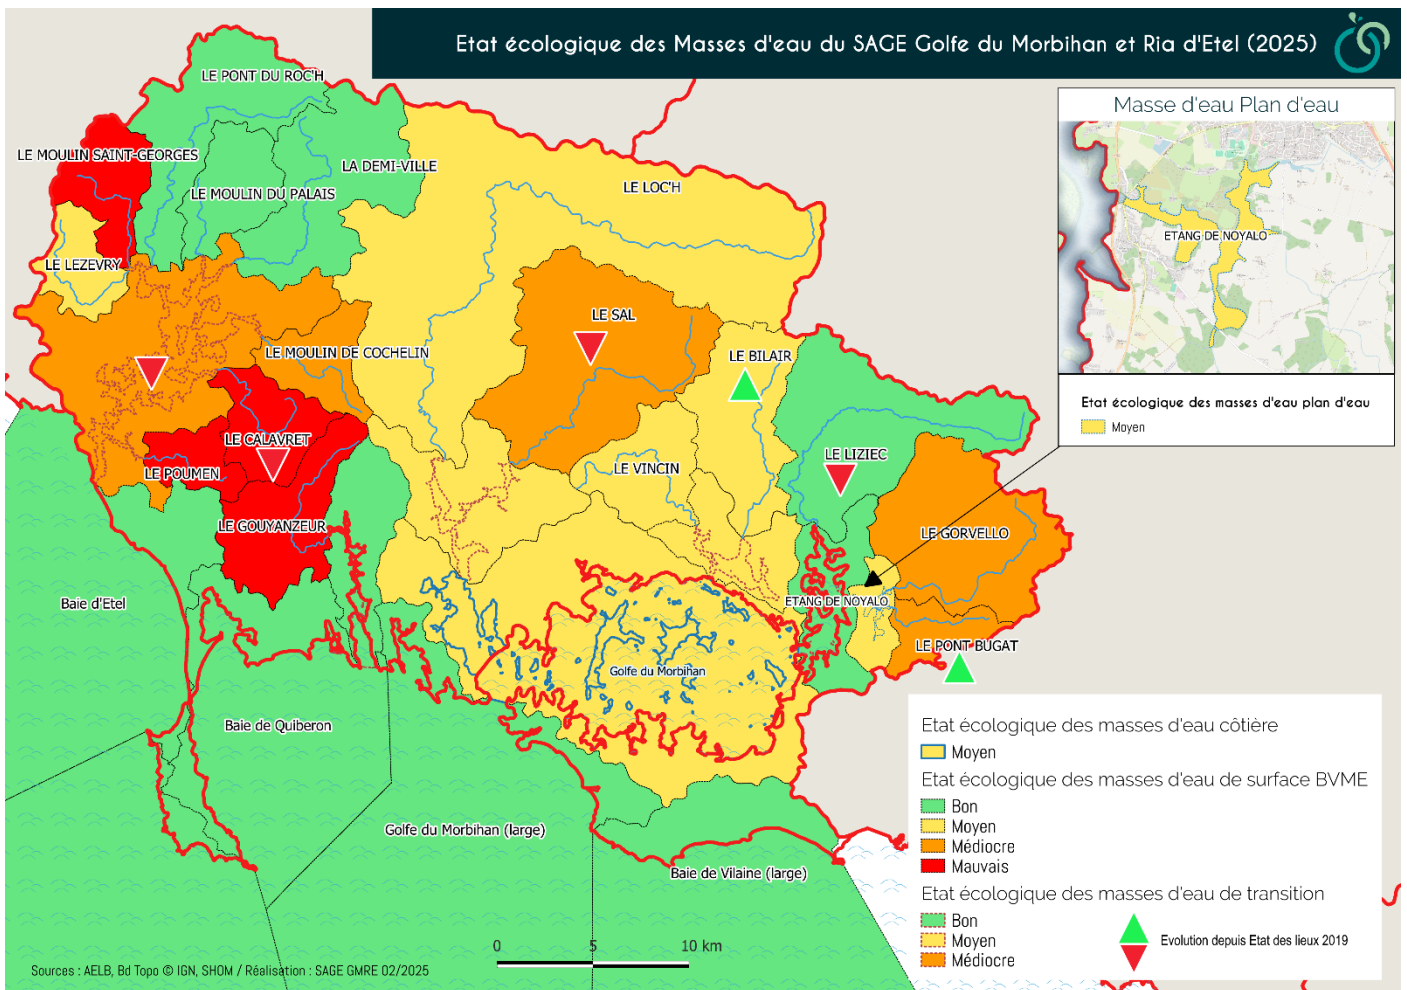 Etat écologique des Masses d'eau du SAGE Golfe du Morbihan et Ria d'Etel (2025)
Masse d'eau Plan d'eau
ETANG DE NOYALO
Etat écologique des masses d'eau plan d'eau
Moyen
LE PONT DU ROC'H
LE MOULIN SAINT-GEORGES
LA DEMI-VILLE
LE MOULIN DU PALAIS
LE LOC'H
LE LEZEVRY
LE SAL
LE MOULIN DE COCHELIN
LE BILAIR
LE CALAVRET
LE LIZIEC
LE POUMEN
LE VINCIN
LE GOUYANZEUR
LE GORVELLO
Baie d'Etel
ETANG DE NOYALO
LE PONT BUGAT
Golfe du Morbihan
Baie de Quiberon
Golfe du Morbihan (large)
Baie de Vilaine (large)
Etat écologique des masses d'eau côtière
Moyen
Etat écologique des masses d'eau de surface BVME
Bon
Moyen
Médiocre
Mauvais
Etat écologique des masses d'eau de transition
Bon
Moyen
Médiocre
Evolution depuis Etat des lieux 2019
0 5 10 km
Sources : AELB, Bd Topo © IGN, SHOM / Réalisation : SAGE GMRE 02/2025